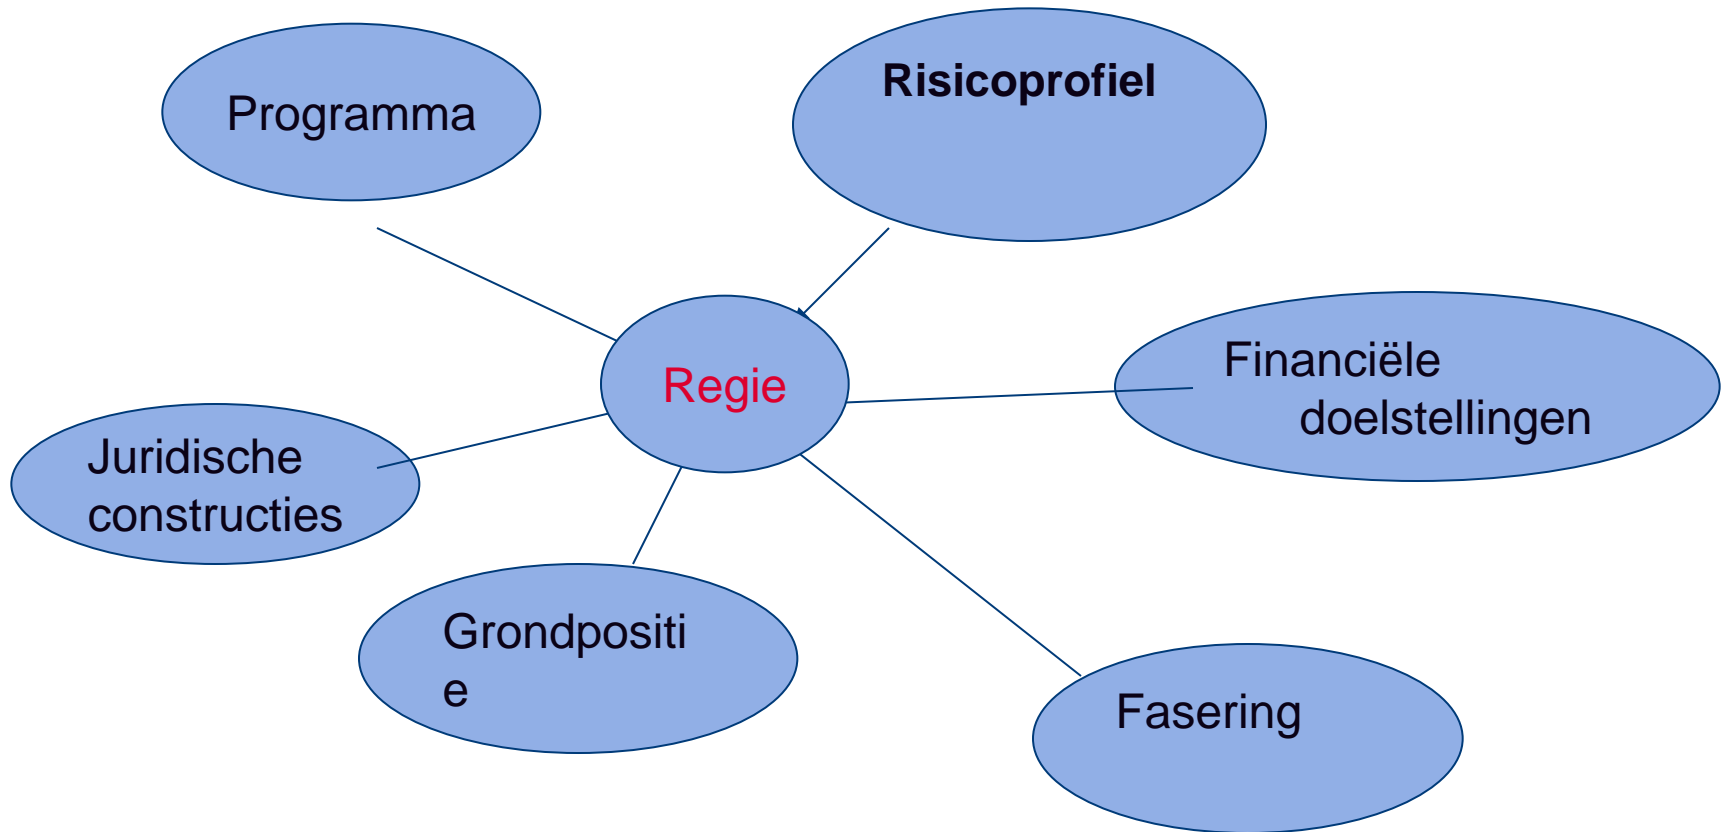 Programma
Risicoprofiel
Regie
Financiële
doelstellingen
Juridische
constructies
Grondpositi
e
Fasering